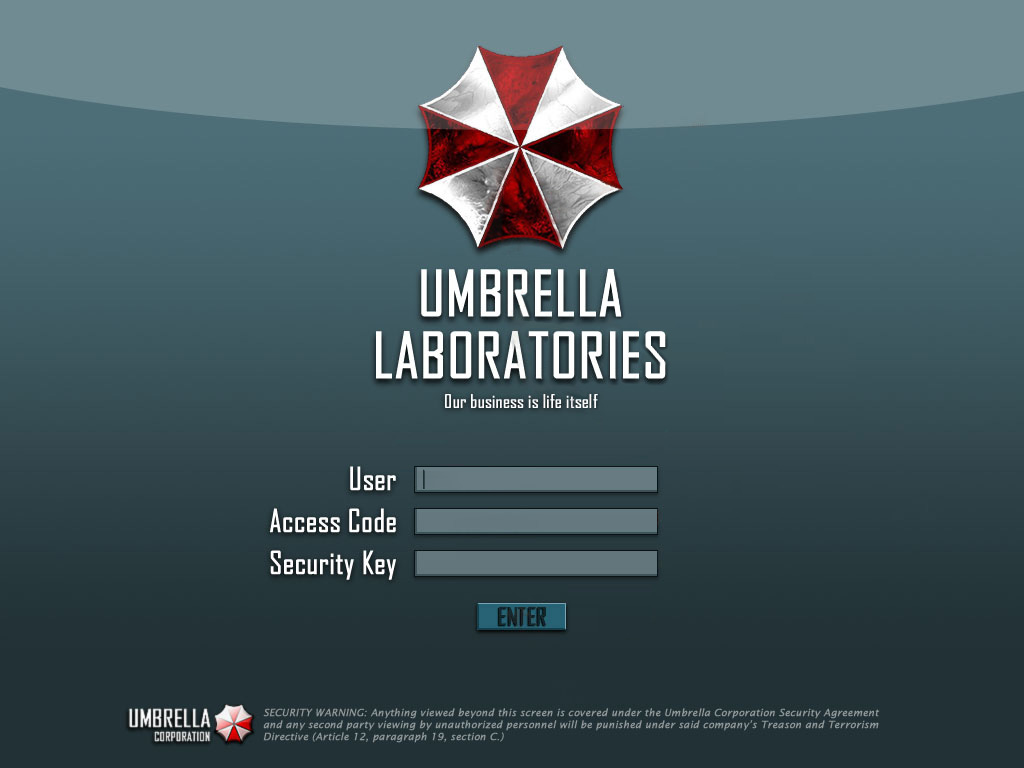 UMBRELLA
LABORATORIES
Our business is life itself
User
Access Code
Security Key
ENTER
UMBRELLA
CORPORATION
SECURITY WARNING: Anything viewed beyond this screen is covered under the Umbrella Corporation Security Agreement
and any second party viewing by unauthorized personnel will be punished under said company's Treason and Terrorism
Directive (Article 12, paragraph 19, section C.)